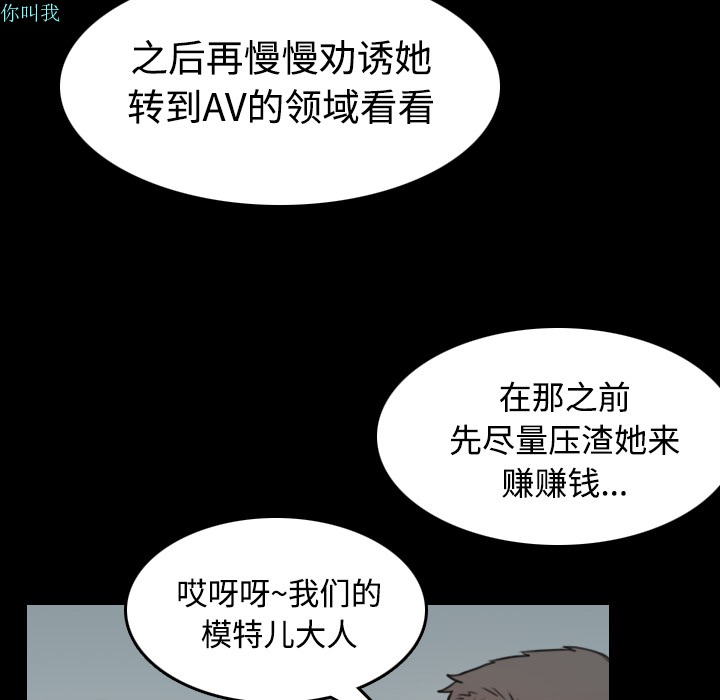 你叫我
之后再慢慢劝诱她
转到AV的领域看看
在那之前
先尽量压渣她来
赚赚钱...
哎呀呀~我们的
模特儿大人